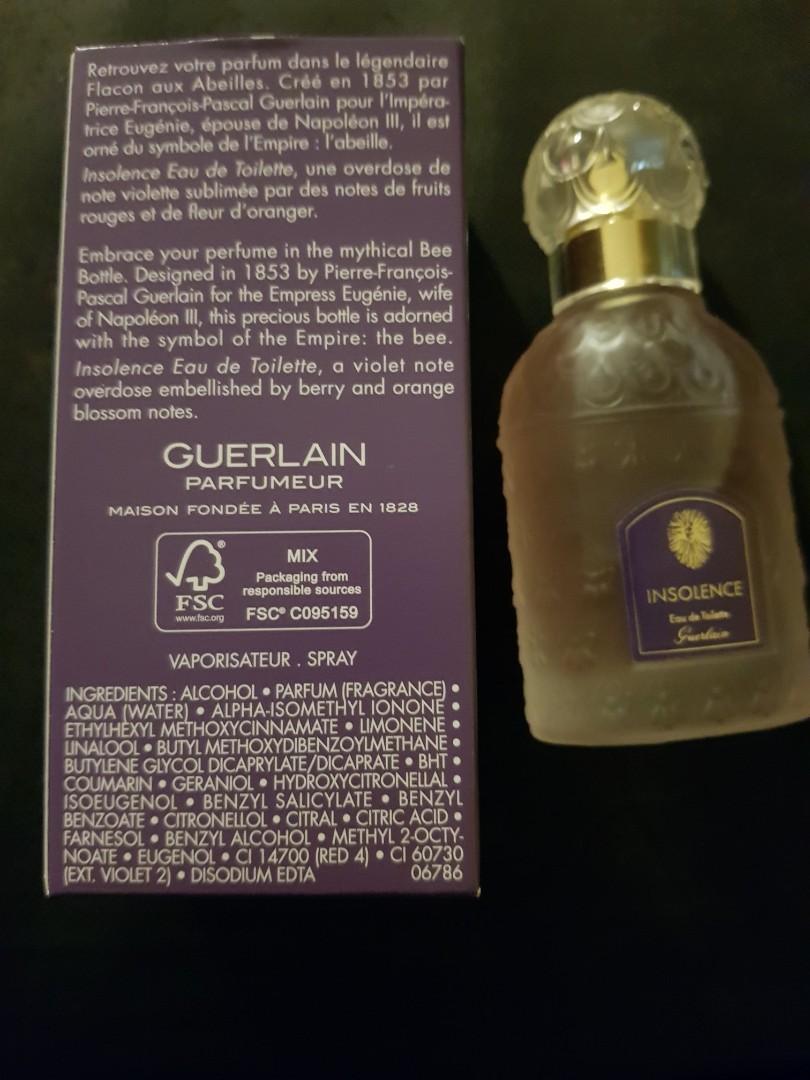 Retrouvez votre parfum dans le légendaire
Flacon aux Abeilles. Créé en 1853 par
Pierre-François-Pascal Guerlain pour l'Impéra-
trice Eugénie, épouse de Napoléon III, il est
orné du symbole de l'Empire : l'abeille.
Insolence Eau de Toilette, une overdose de
note violette sublimée par des notes de fruits
rouges et de fleur d'oranger.
Embrace your perfume in the mythical Bee
Bottle. Designed in 1853 by Pierre-François-
Pascal Guerlain for the Empress Eugénie, wife
of Napoléon III, this precious bottle is adorned
with the symbol of the Empire: the bee.
Insolence Eau de Toilette, a violet note
overdose embellished by berry and orange
blossom notes.
GUERLAIN
PARFUMEUR
MAISON FONDÉE À PARIS EN 1828
FSC®
www.fsc.org
MIX
Packaging from
responsible sources
FSC® C095159
VAPORISATEUR . SPRAY
INGREDIENTS : ALCOHOL • PARFUM (FRAGRANCE) •
AQUA (WATER) • ALPHA-ISOMETHYL IONONE •
ETHYLHEXYL METHOXYCINNAMATE • LIMONENE •
LINALOOL • BUTYL METHOXYDIBENZOYLMETHANE •
BUTYLENE GLYCOL DICAPRYLATE/DICAPRATE • BHT •
COUMARIN • GERANIOL • HYDROXYCITRONELLAL •
ISOEUGENOL • BENZYL SALICYLATE • BENZYL
BENZOATE • CITRONELLOL • CITRAL • CITRIC ACID •
FARNESOL • BENZYL ALCOHOL • METHYL 2-OCTY-
NOATE • EUGENOL • CI 14700 (RED 4) • CI 60730
(EXT. VIOLET 2) • DISODIUM EDTA 06786
INSOLENCE
Eau de Toilette
Guerlain